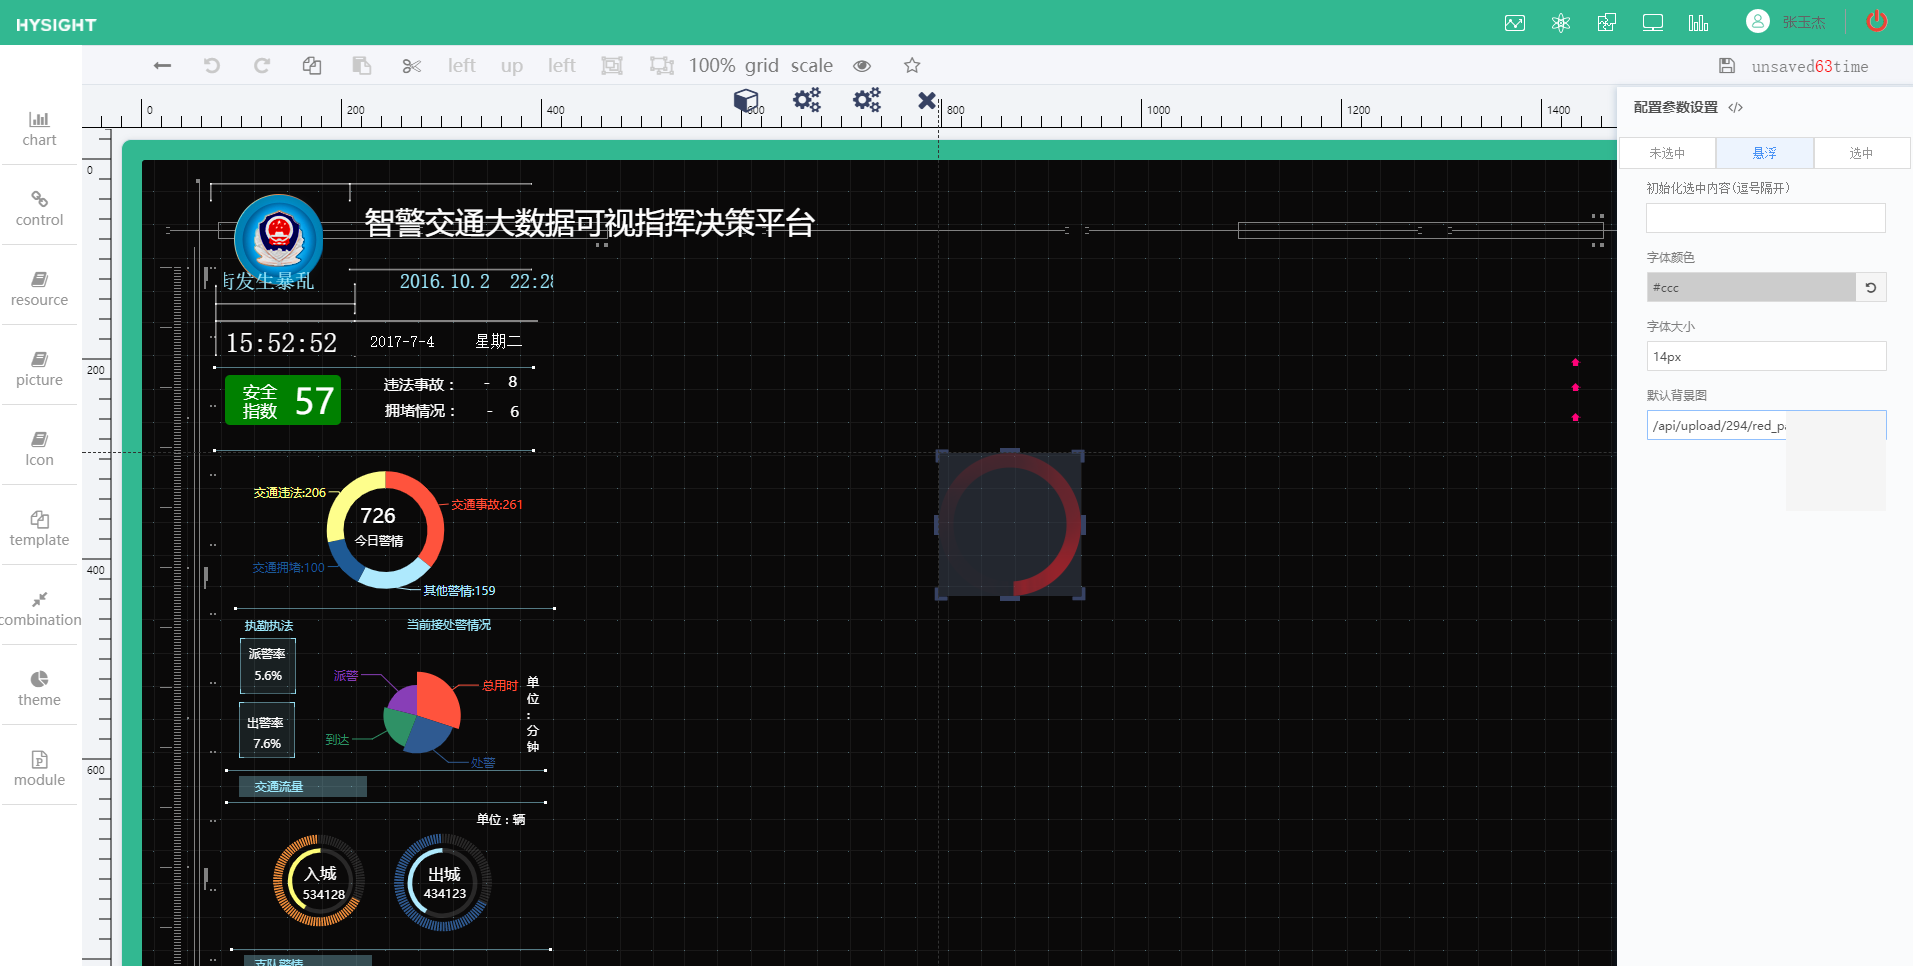 HYSIGHT
张玉杰
left up left 100% grid scale
unsaved63time
chart
control
resource
picture
Icon
template
combination
theme
module
0 200 400 600 800 1000 1200 1400
0
200
400
600
智警交通大数据可视指挥决策平台
街发生暴乱 2016.10.2 22:28
15:52:52 2017-7-4 星期二
安全
指数
57
违法事故： - 8
拥堵情况： - 6
交通违法:206
交通事故:261
726
今日警情
交通拥堵:100
其他警情:159
执勤执法 当前接处警情况
派警率
5.6%
出警率
7.6%
派警
总用时
到达
处警
单位:分钟
交通流量
单位：辆
入城
534128
出城
434123
支队警情
配置参数设置 </>
未选中 悬浮 选中
初始化选中内容(逗号隔开)
字体颜色
#ccc
字体大小
14px
默认背景图
/api/upload/294/red_pa